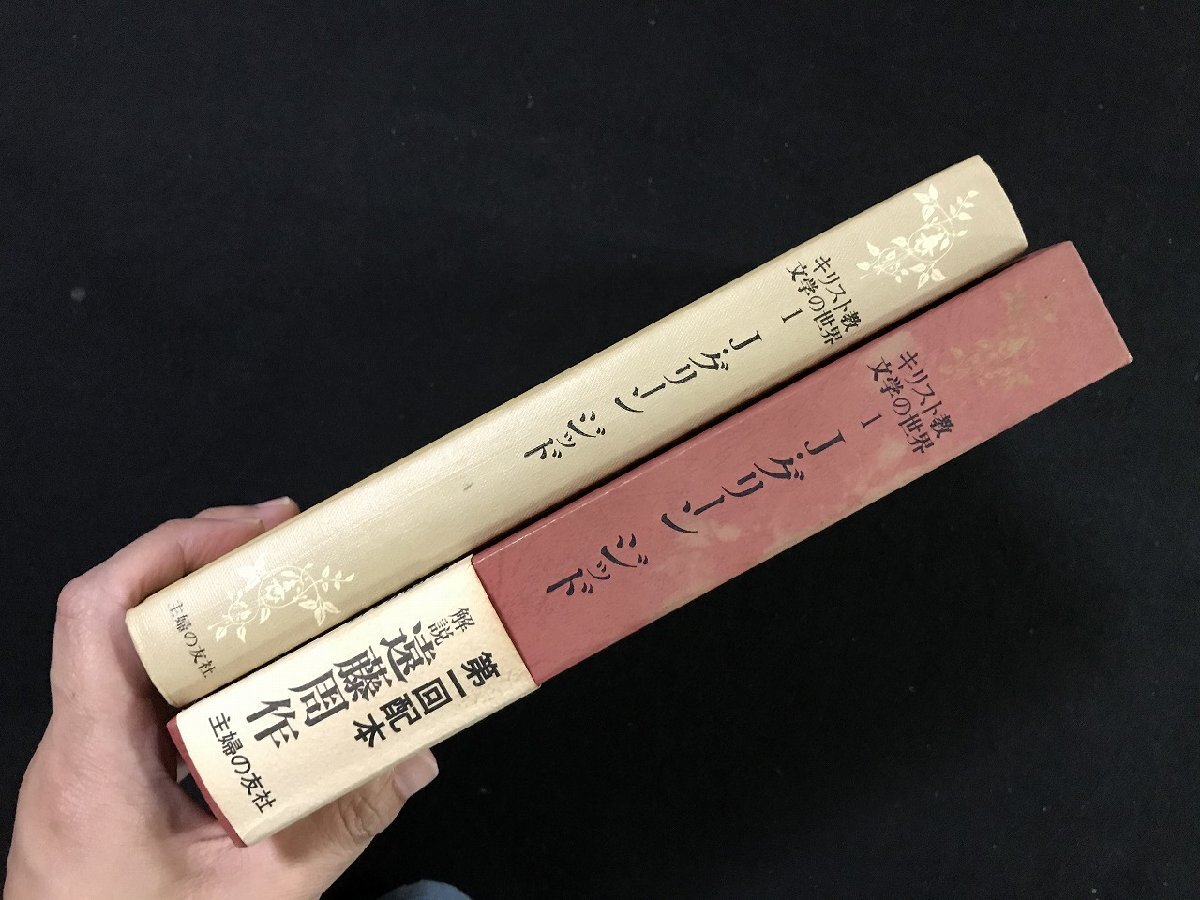 キリスト教
文学の世界
1
J・グリーン
ジッド
主婦の友社
キリスト教
文学の世界
1
J・グリーン
ジッド
第一回配本
解説
遠藤周作
主婦の友社